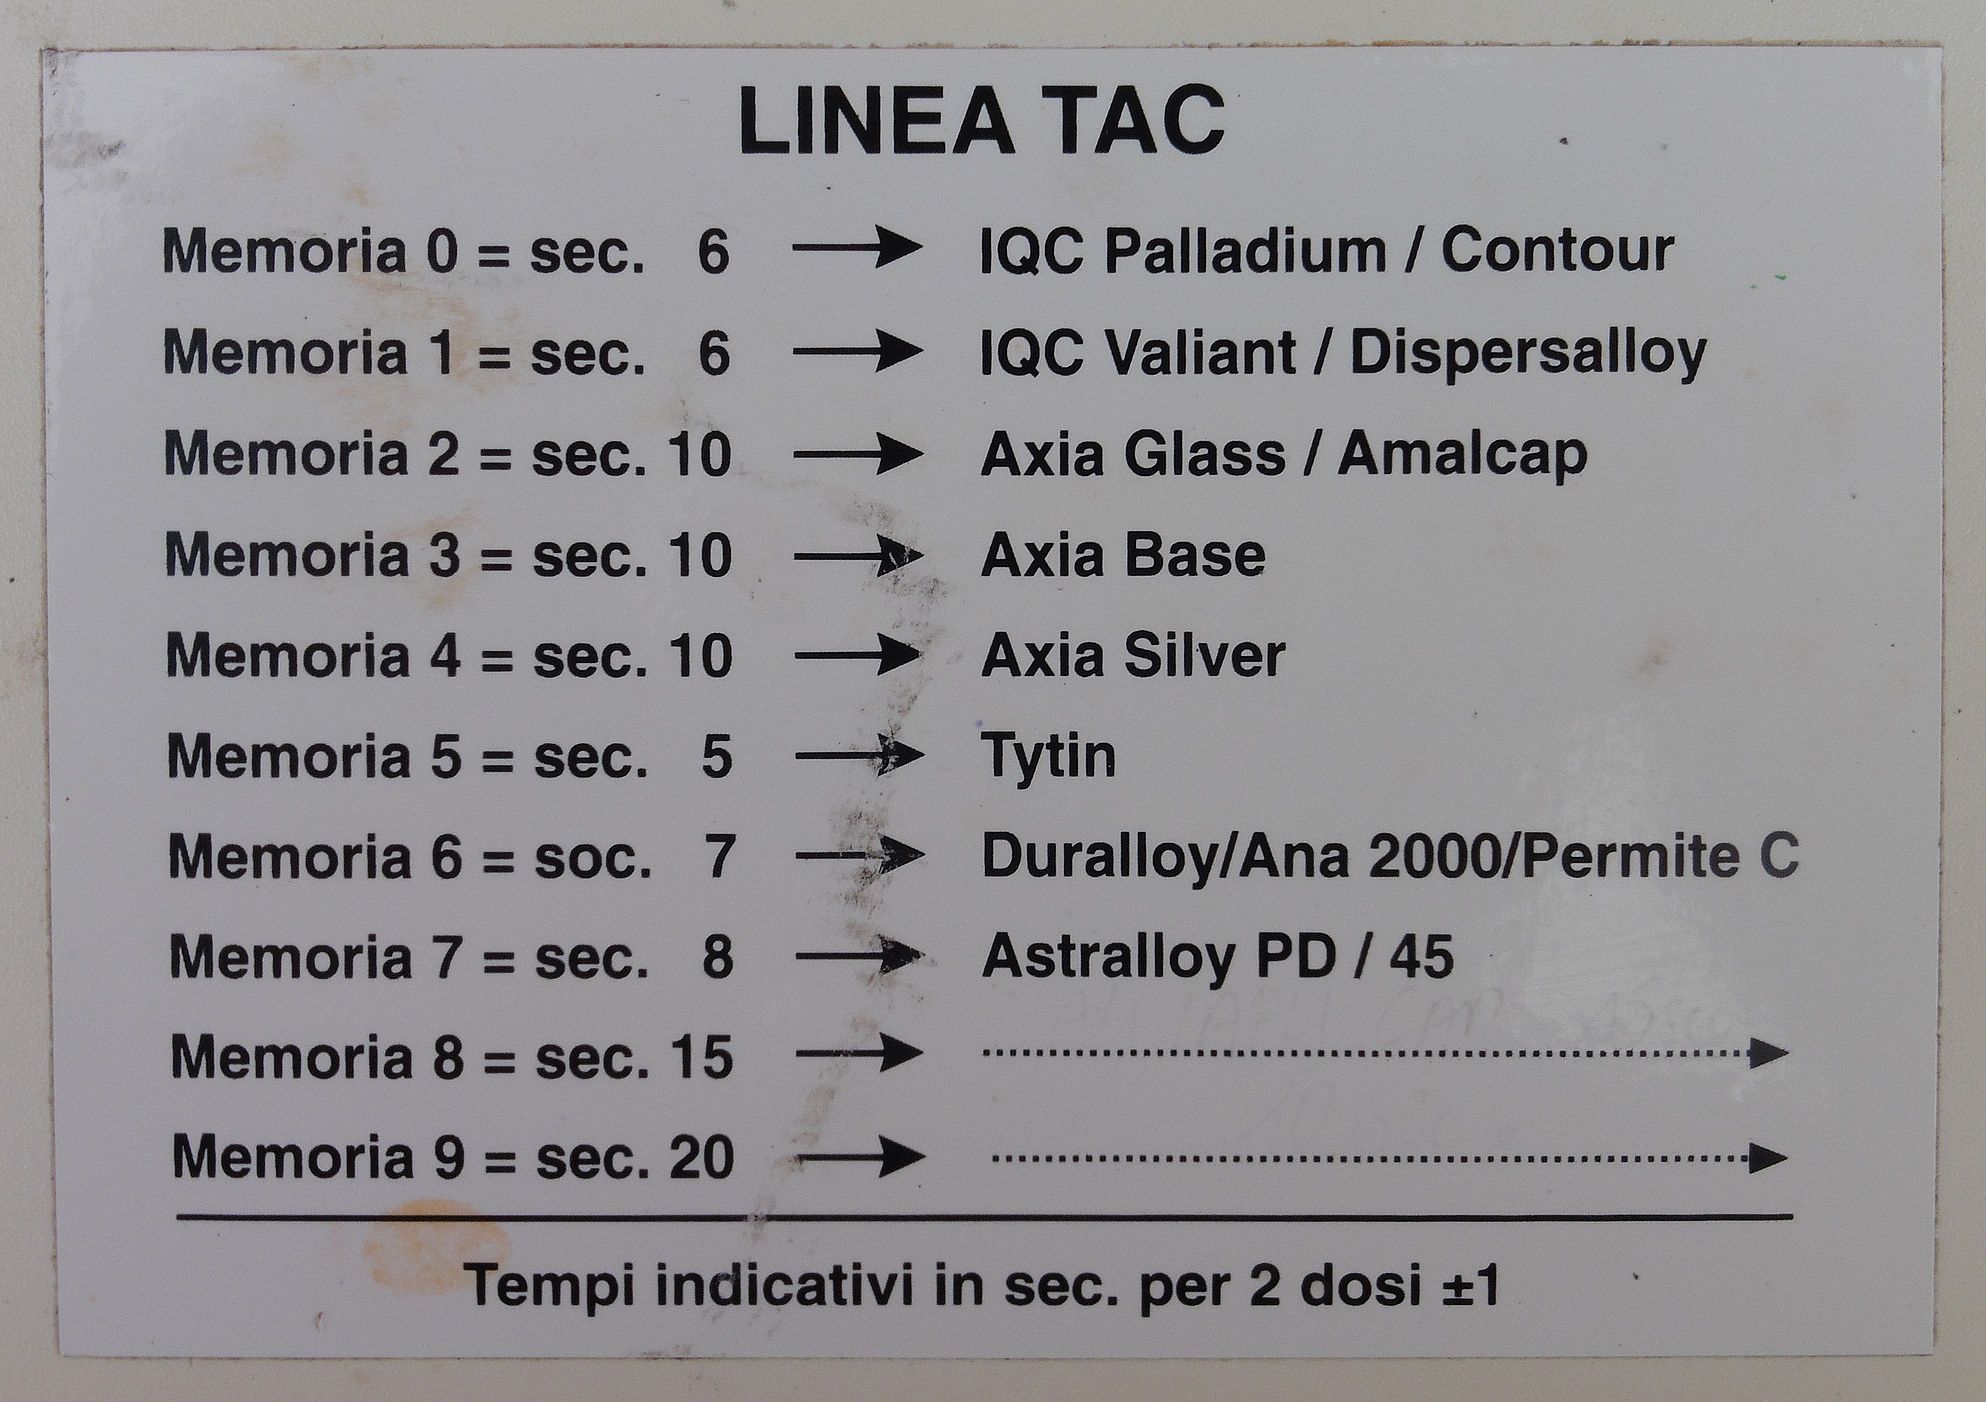 LINEA TAC
Memoria 0 = sec. 6 → IQC Palladium / Contour
Memoria 1 = sec. 6 → IQC Valiant / Dispersalloy
Memoria 2 = sec. 10 → Axia Glass / Amalcap
Memoria 3 = sec. 10 → Axia Base
Memoria 4 = sec. 10 → Axia Silver
Memoria 5 = sec. 5 → Tytin
Memoria 6 = soc. 7 → Duralloy/Ana 2000/Permite C
Memoria 7 = sec. 8 → Astralloy PD / 45
Memoria 8 = sec. 15 →
Memoria 9 = sec. 20 →
Tempi indicativi in sec. per 2 dosi ±1